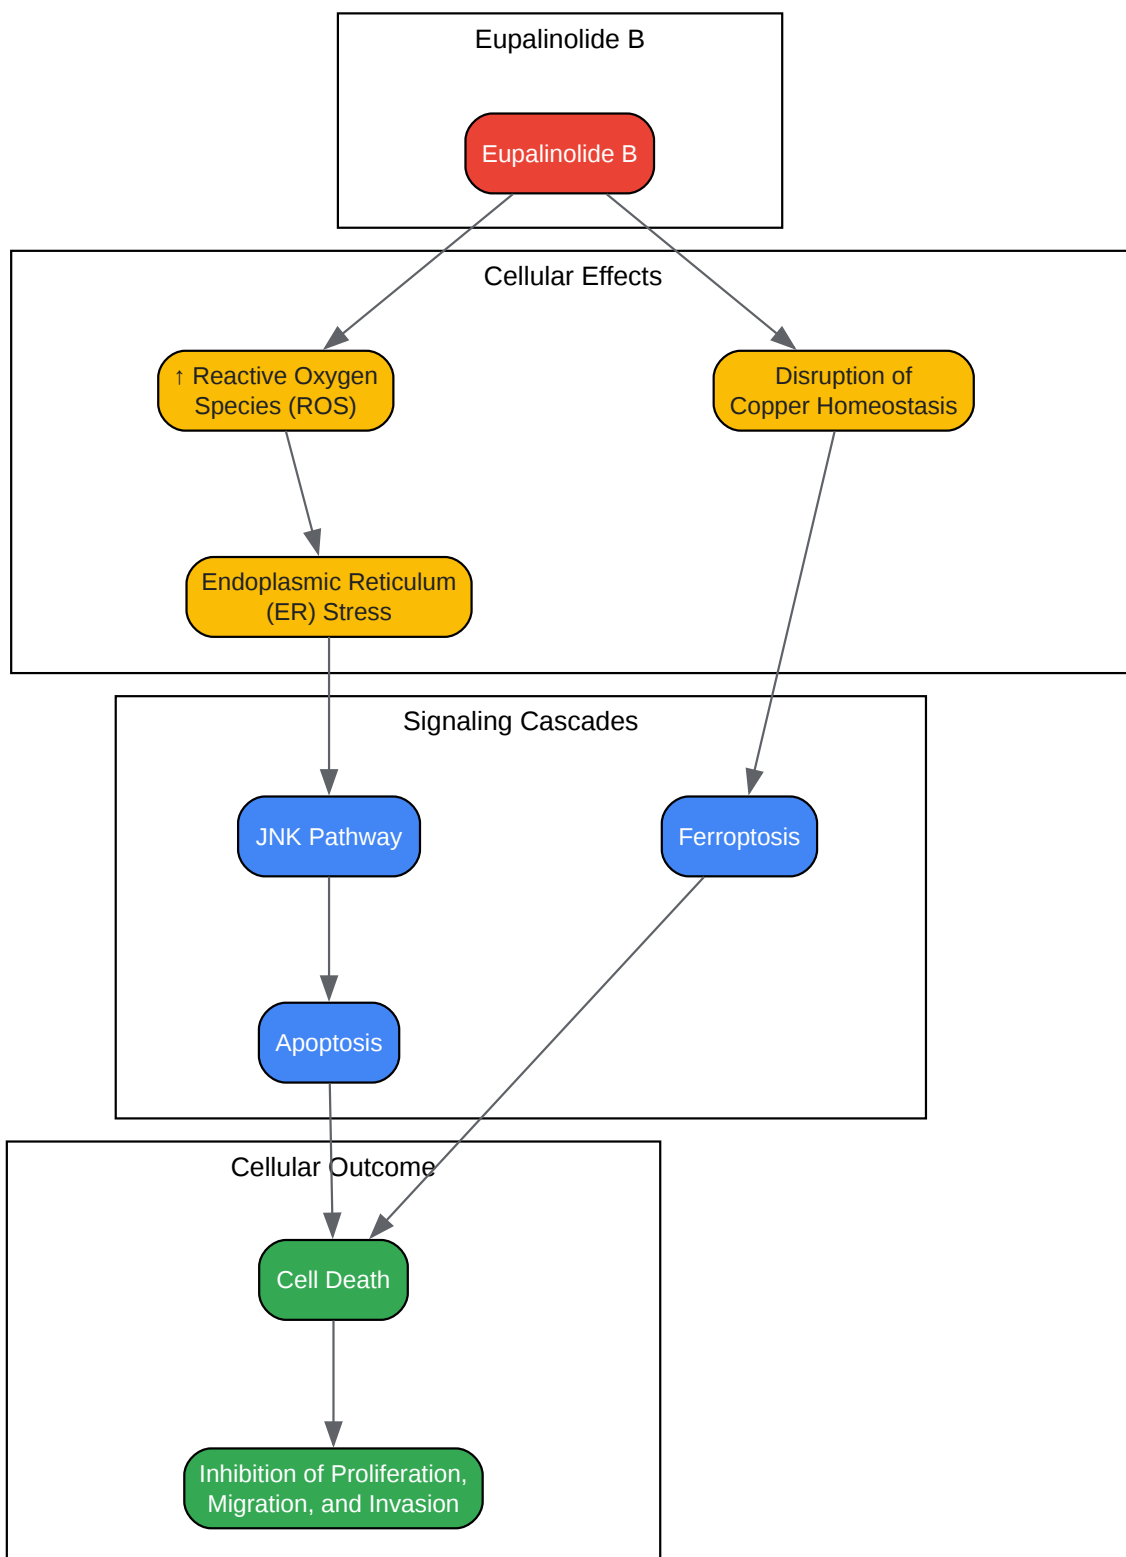 Eupalinolide B
Eupalinolide B
Cellular Effects
↑ Reactive Oxygen
Species (ROS)
Disruption of
Copper Homeostasis
Endoplasmic Reticulum
(ER) Stress
Signaling Cascades
JNK Pathway
Ferroptosis
Apoptosis
Cellular Outcome
Cell Death
Inhibition of Proliferation,
Migration, and Invasion